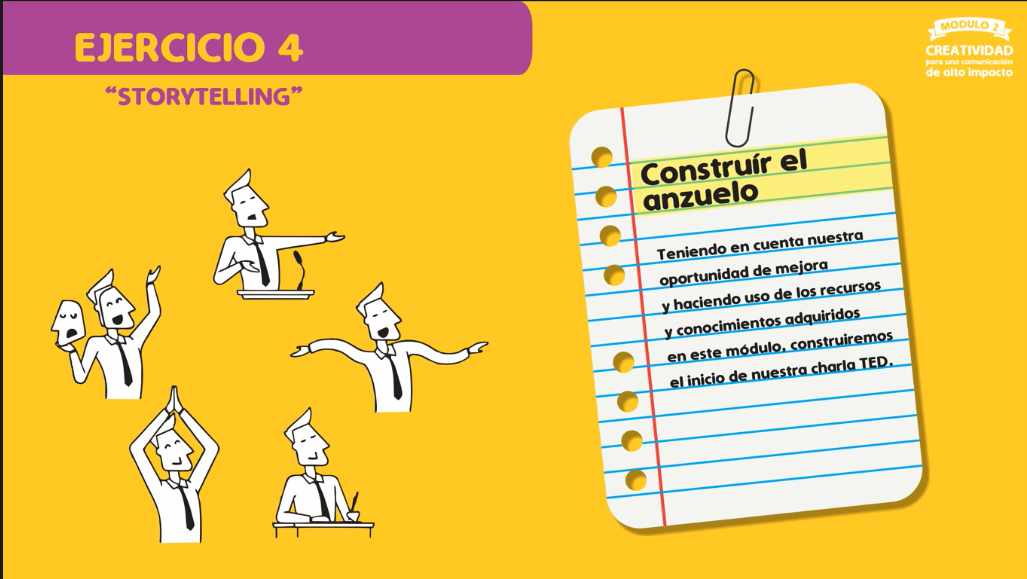 EJERCICIO 4
“STORYTELLING”
MODULO 2
CREATIVIDAD
para una comunicación
de alto impacto
Construír el
anzuelo
Teniendo en cuenta nuestra
oportunidad de mejora
y haciendo uso de los recursos
y conocimientos adquiridos
en este módulo, construiremos
el inicio de nuestra charla TED.